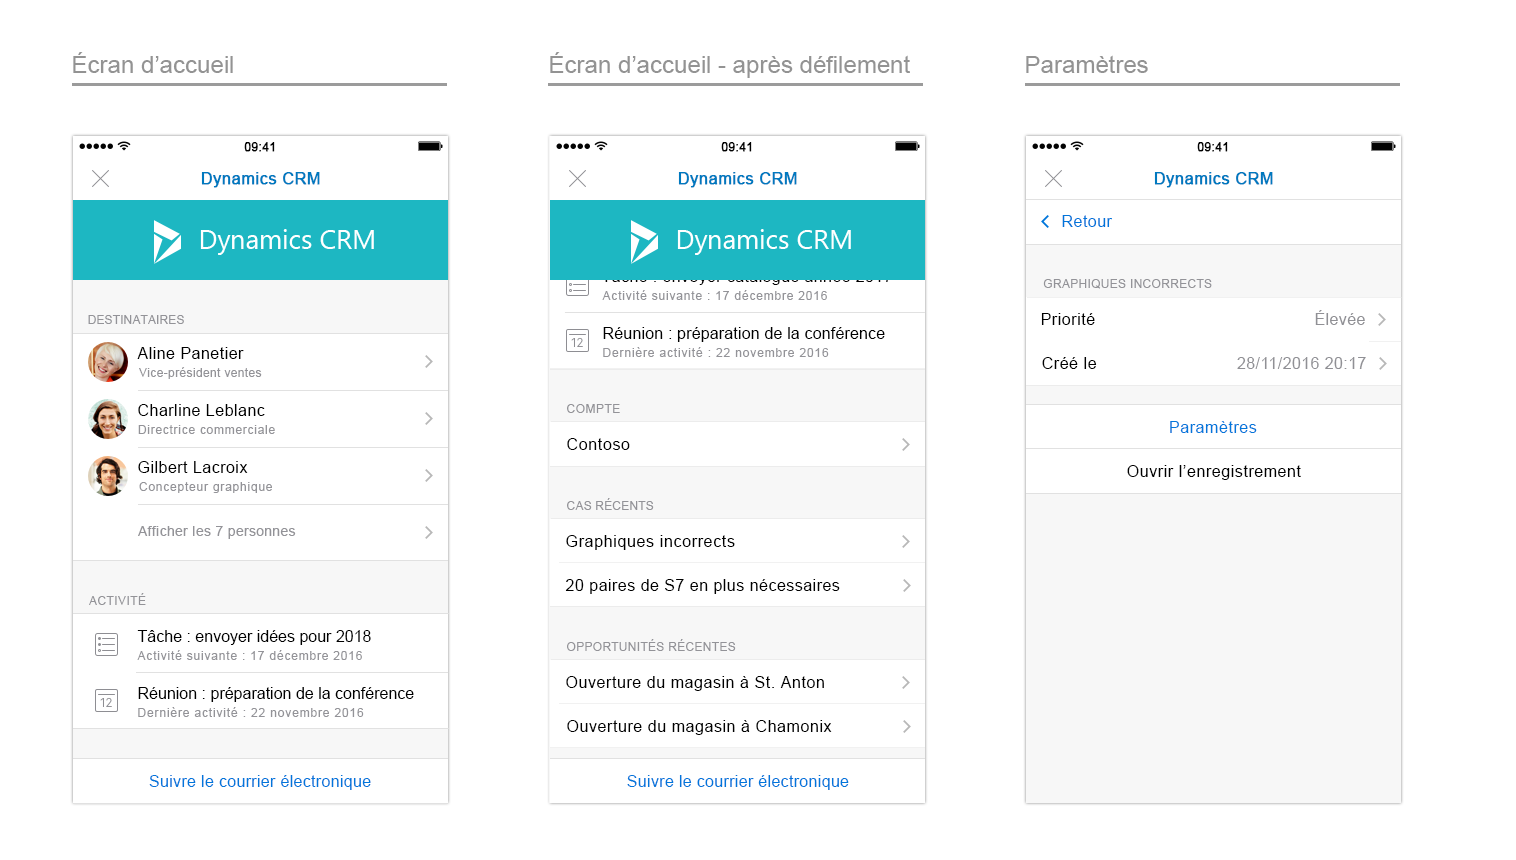 Écran d’accueil
09:41
Dynamics CRM
Dynamics CRM
DESTINATAIRES
Aline Panetier
Vice-président ventes
Charline Leblanc
Directrice commerciale
Gilbert Lacroix
Concepteur graphique
Afficher les 7 personnes
ACTIVITÉ
Tâche : envoyer idées pour 2018
Activité suivante : 17 décembre 2016
12
Réunion : préparation de la conférence
Dernière activité : 22 novembre 2016
Suivre le courrier électronique
Écran d’accueil - après défilement
09:41
Dynamics CRM
Dynamics CRM
Tâche : envoyer catalogue année
Activité suivante : 17 décembre 2016
12
Réunion : préparation de la conférence
Dernière activité : 22 novembre 2016
COMPTE
Contoso
CAS RÉCENTS
Graphiques incorrects
20 paires de S7 en plus nécessaires
OPPORTUNITÉS RÉCENTES
Ouverture du magasin à St. Anton
Ouverture du magasin à Chamonix
Suivre le courrier électronique
Paramètres
09:41
Dynamics CRM
Retour
GRAPHIQUES INCORRECTS
Priorité Élevée
Créé le 28/11/2016 20:17
Paramètres
Ouvrir l’enregistrement